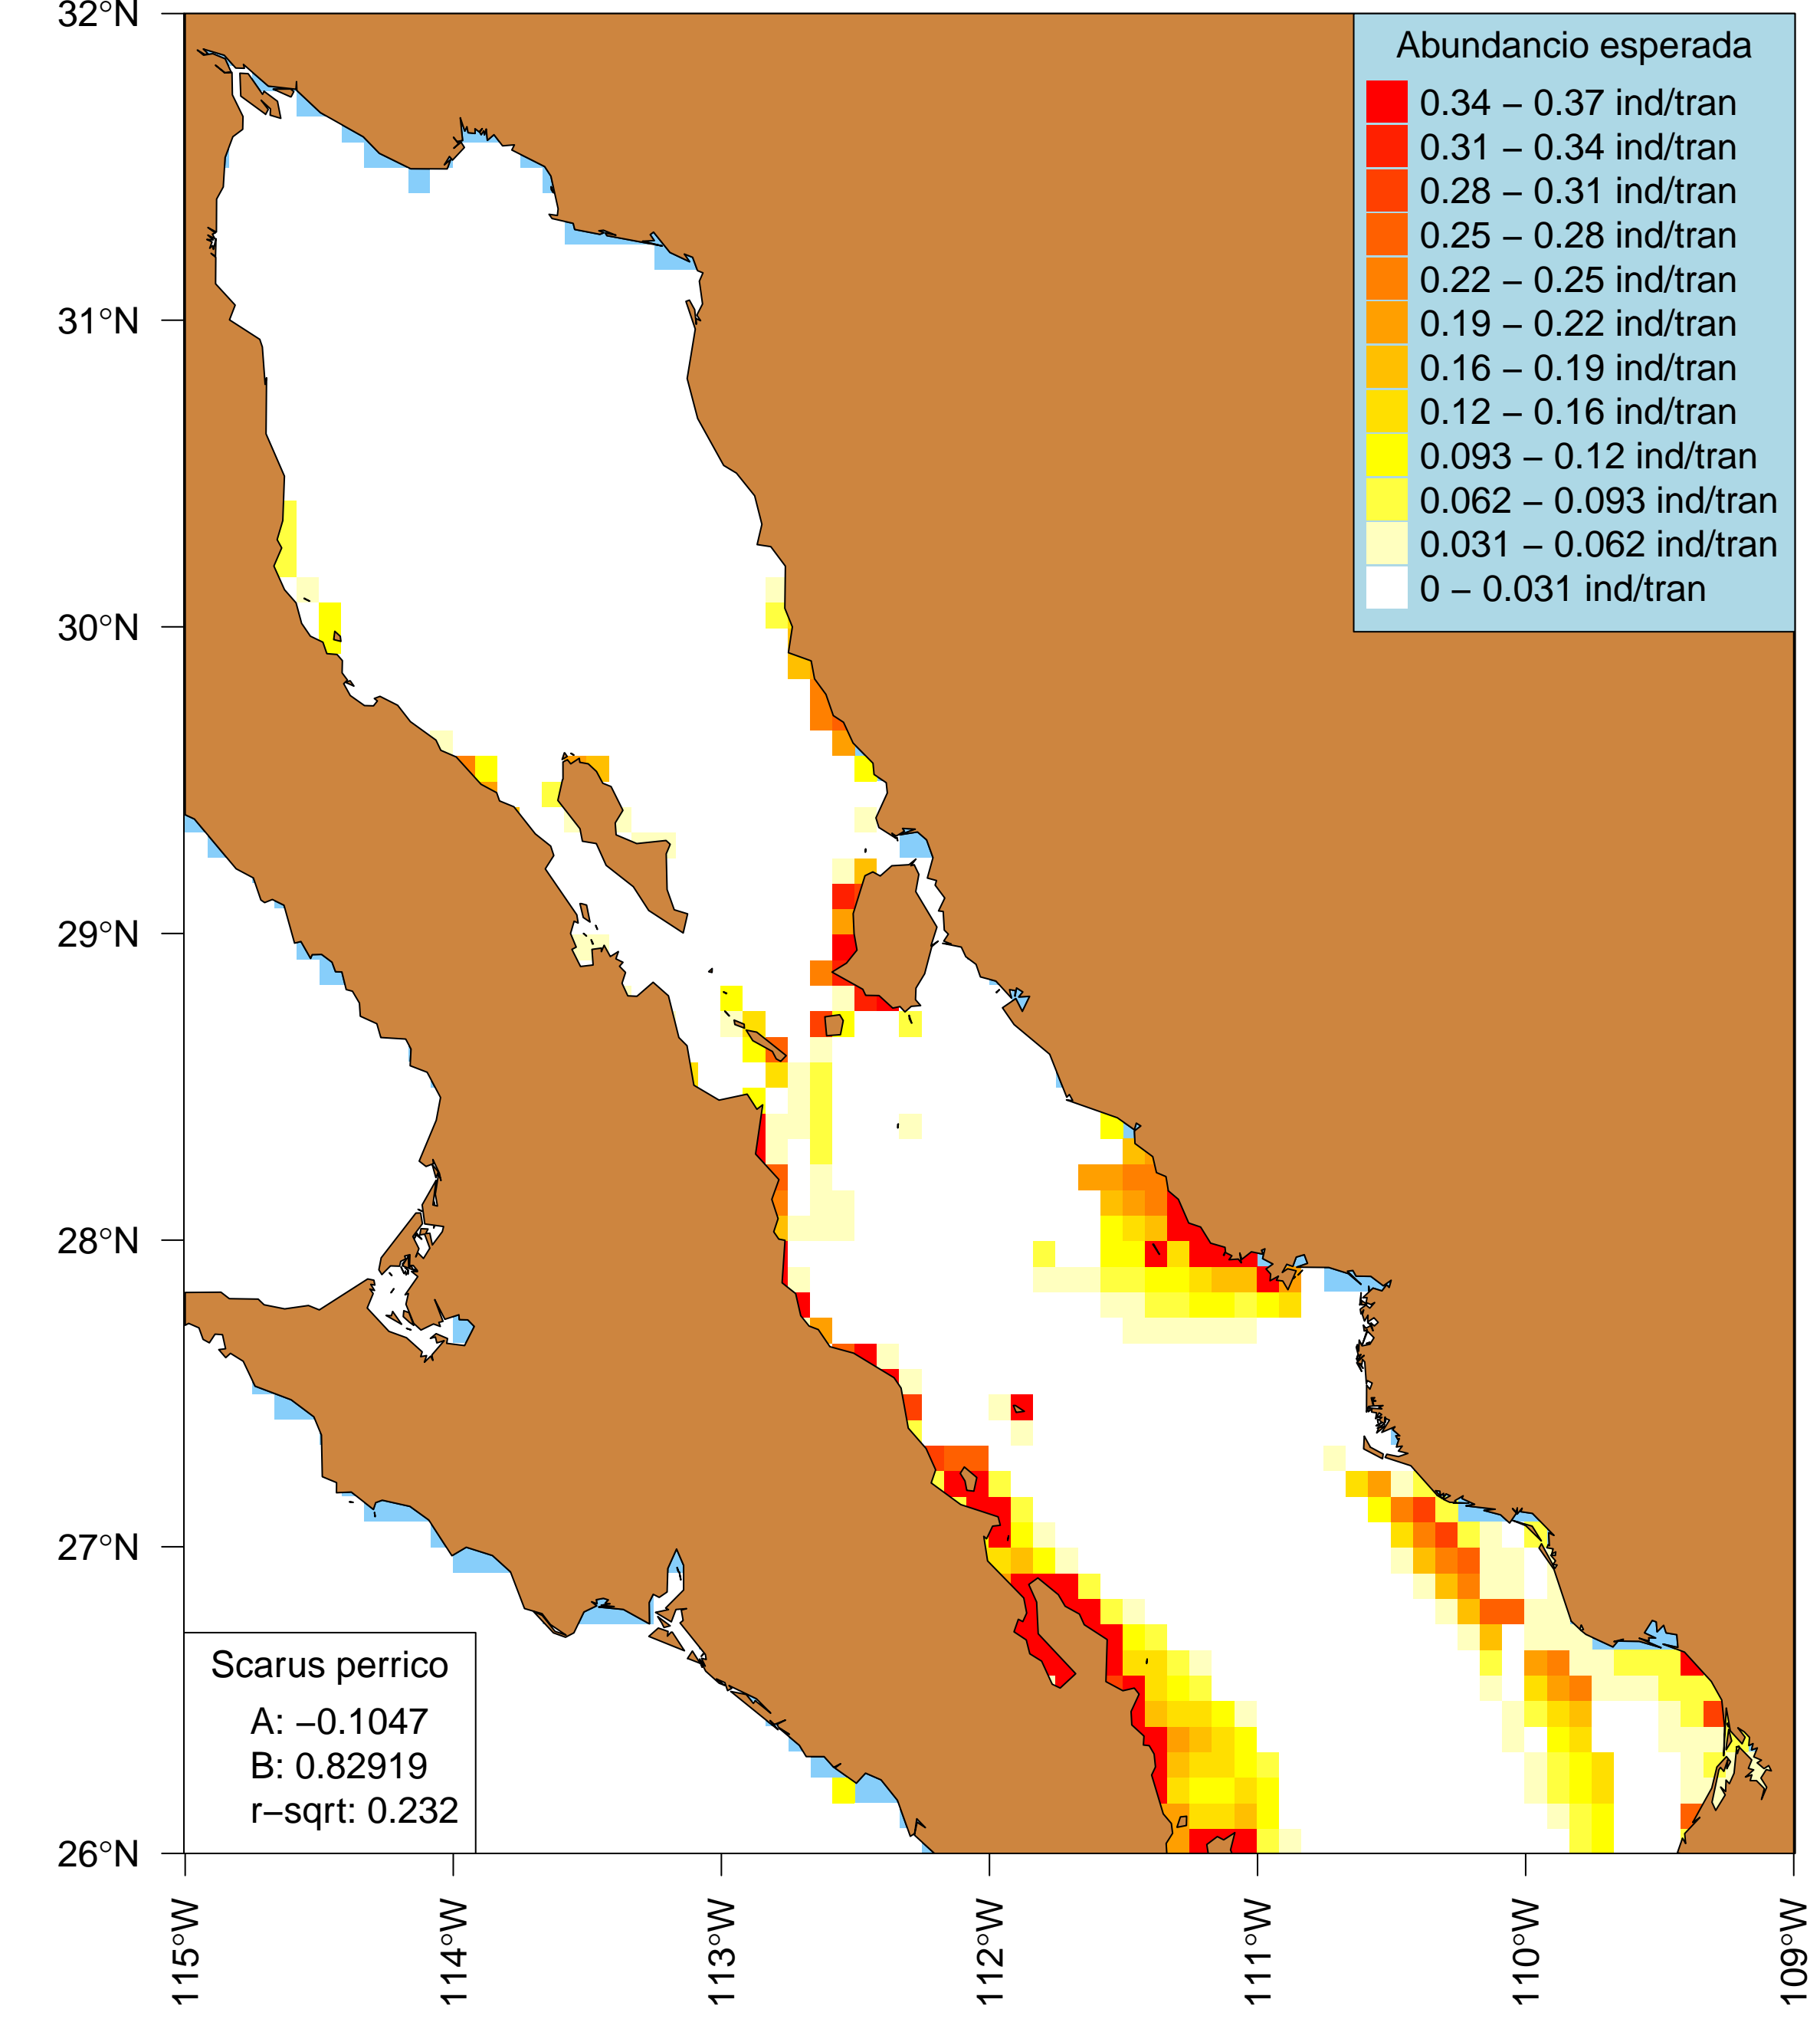 32°N
31°N
30°N
29°N
28°N
27°N
26°N
Abundancio esperada
0.34 − 0.37 ind/tran
0.31 − 0.34 ind/tran
0.28 − 0.31 ind/tran
0.25 − 0.28 ind/tran
0.22 − 0.25 ind/tran
0.19 − 0.22 ind/tran
0.16 − 0.19 ind/tran
0.12 − 0.16 ind/tran
0.093 − 0.12 ind/tran
0.062 − 0.093 ind/tran
0.031 − 0.062 ind/tran
0 − 0.031 ind/tran
Scarus perrico
A: −0.1047
B: 0.82919
r−sqrt: 0.232
115°W
114°W
113°W
112°W
111°W
110°W
109°W